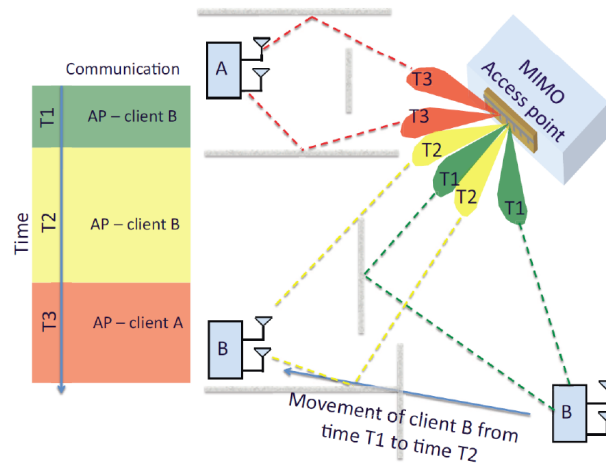 Communication
Time
T1
AP – client B
T2
AP – client B
T3
AP – client A
A
MIMO
Access point
T3
T3
T2
T1
T2
T1
B
B
Movement of client B from
time T1 to time T2